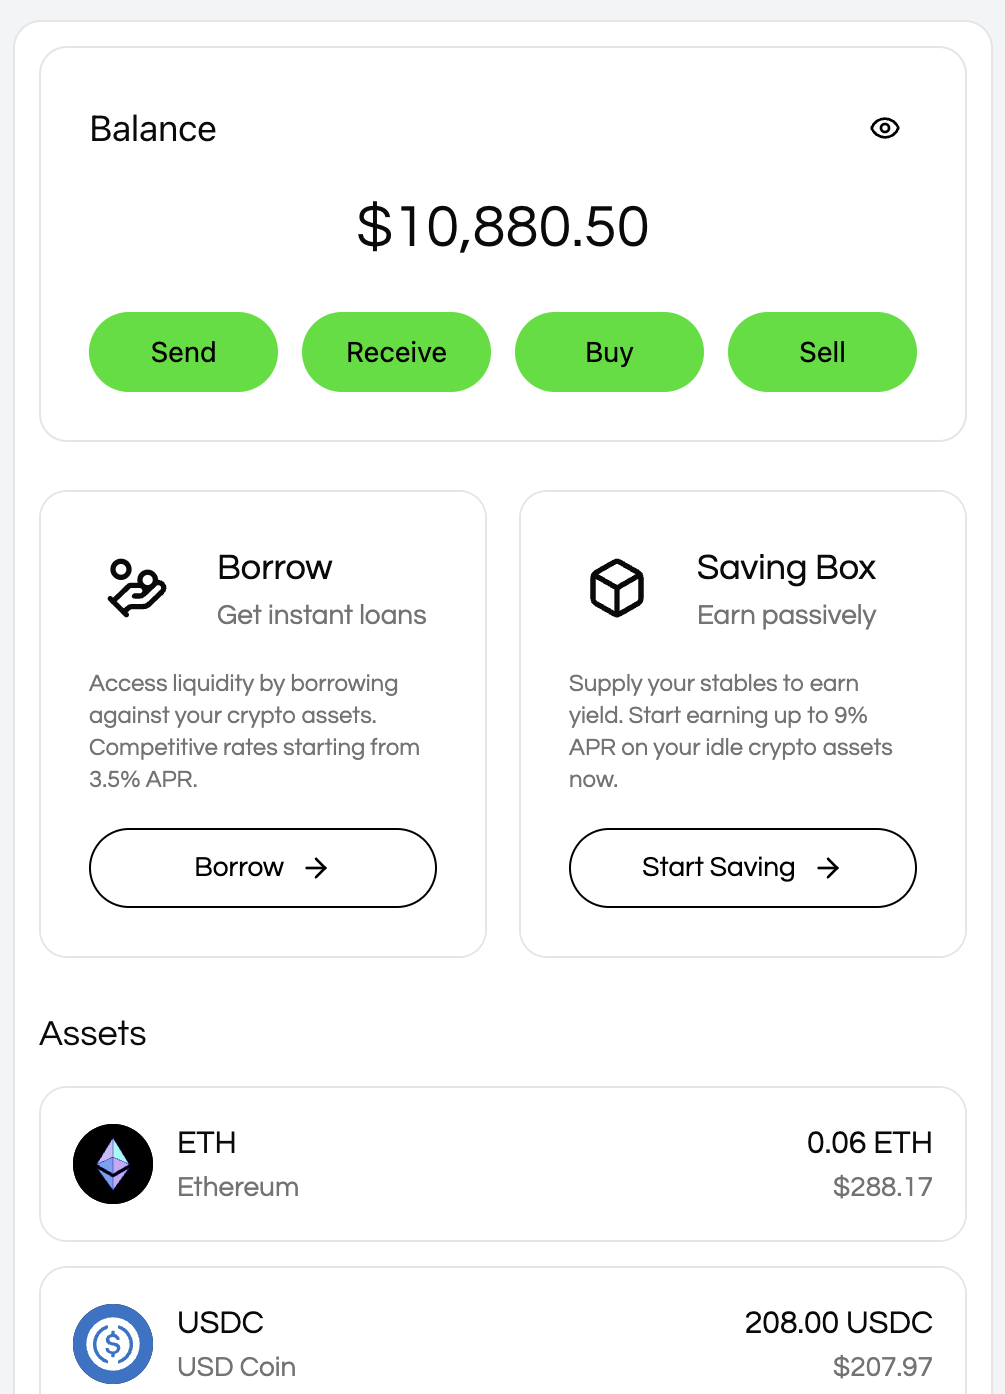 Balance
$10,880.50
Send
Receive
Buy
Sell
Borrow
Get instant loans
Access liquidity by borrowing
against your crypto assets.
Competitive rates starting from
3.5% APR.
Borrow
Saving Box
Earn passively
Supply your stables to earn
yield. Start earning up to 9%
APR on your idle crypto assets
now.
Start Saving
Assets
ETH
Ethereum
0.06 ETH
$288.17
USDC
USD Coin
208.00 USDC
$207.97